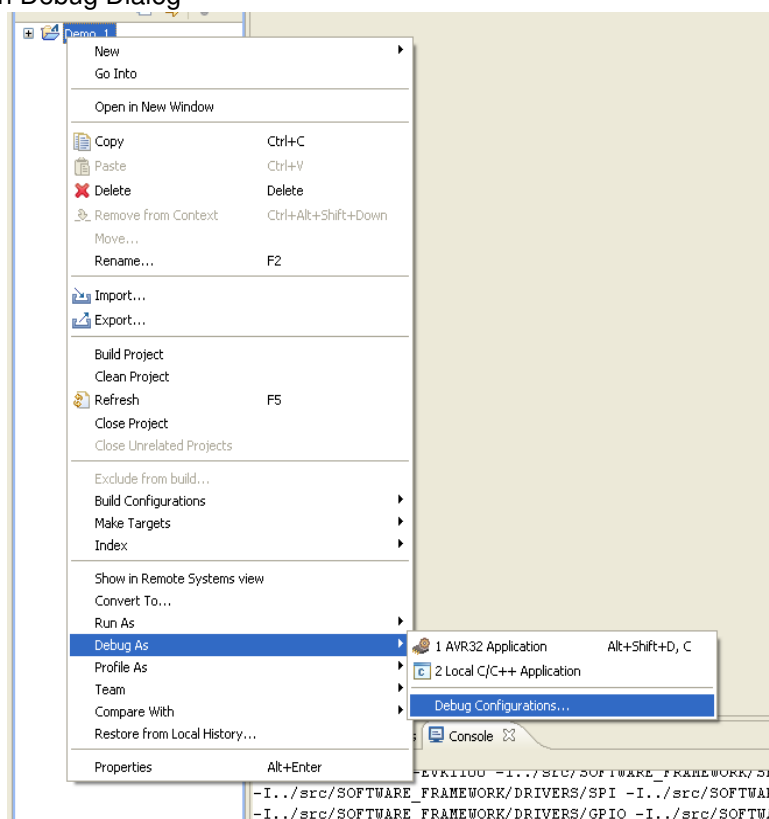 Debug Dialog
Demo_1
New
Go Into
Open in New Window
Copy Ctrl+C
Paste Ctrl+V
Delete Delete
Remove from Context Ctrl+Alt+Shift+Down
Move...
Rename... F2
Import...
Export...
Build Project
Clean Project
Refresh F5
Close Project
Close Unrelated Projects
Exclude from build...
Build Configurations
Make Targets
Index
Show in Remote Systems view
Convert To...
Run As
Debug As
1 AVR32 Application Alt+Shift+D, C
Profile As
c 2 Local C/C++ Application
Team
Compare With
Debug Configurations...
Restore from Local History...
Console
Properties Alt+Enter
-EVK1100 -I../src/SOFTWARE_FRAMEWORK/
-I../src/SOFTWARE_FRAMEWORK/DRIVERS/SPI -I../src/SOFTWA
-I../src/SOFTWARE_FRAMEWORK/DRIVERS/GPIO -I../src/SOFTW